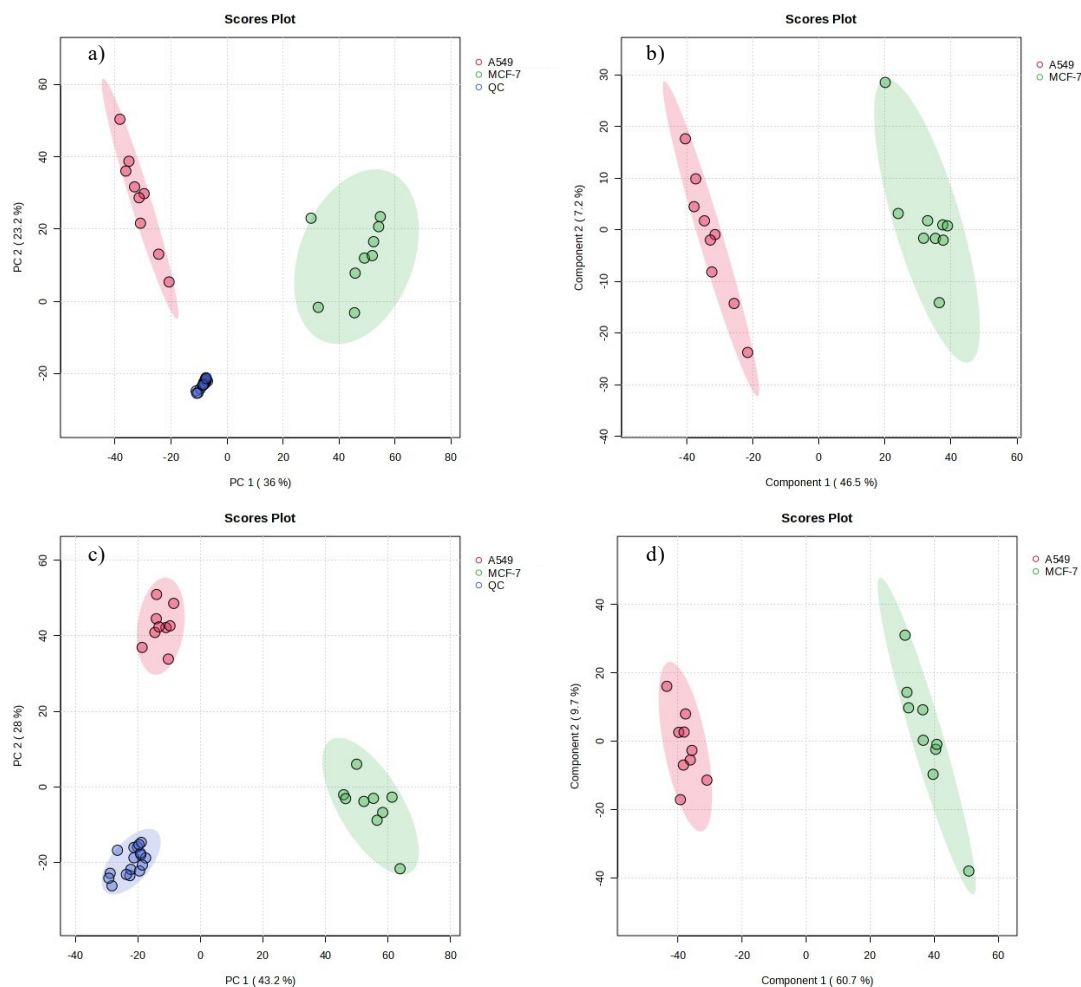 Scores Plot
a)
A549
MCF-7
QC
60
40
20
0
20
PC 2 ( 23.2 %)
-40
-20
0
20
40
60
80
PC 1 ( 36 %)
Scores Plot
b)
A549
MCF-7
30
20
10
0
-10
-20
-30
-40
Component 2 ( 7.2 %)
-40
-20
0
20
40
60
Component 1 ( 46.5 %)
Scores Plot
c)
A549
MCF-7
QC
60
40
20
0
-20
PC 2 ( 28 %)
-40
-20
0
20
40
60
80
PC 1 ( 43.2 %)
Scores Plot
d)
A549
MCF-7
40
20
0
-20
-40
Component 2 ( 9.7 %)
-40
-20
0
20
40
60
Component 1 ( 60.7 %)